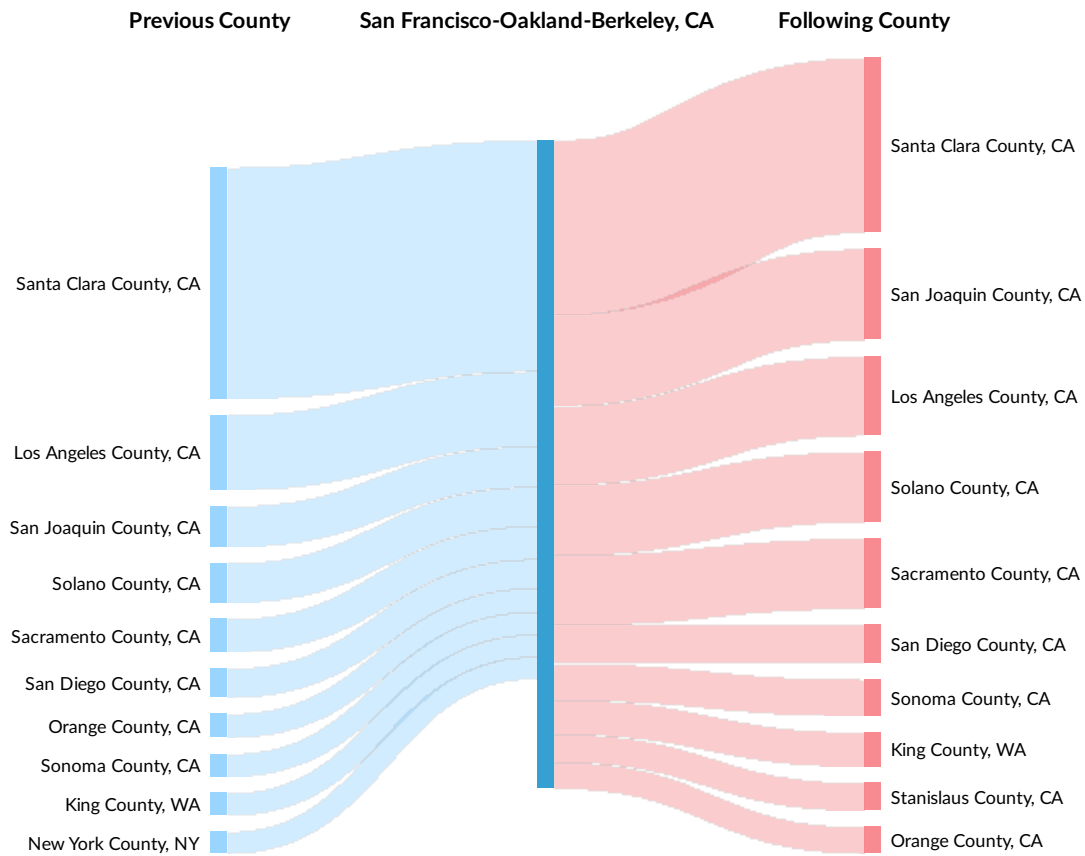 Previous County
San Francisco-Oakland-Berkeley, CA
Following County
Santa Clara County, CA
Los Angeles County, CA
San Joaquin County, CA
Solano County, CA
Sacramento County, CA
San Diego County, CA
Orange County, CA
Sonoma County, CA
King County, WA
New York County, NY
Santa Clara County, CA
San Joaquin County, CA
Los Angeles County, CA
Solano County, CA
Sacramento County, CA
San Diego County, CA
Sonoma County, CA
King County, WA
Stanislaus County, CA
Orange County, CA